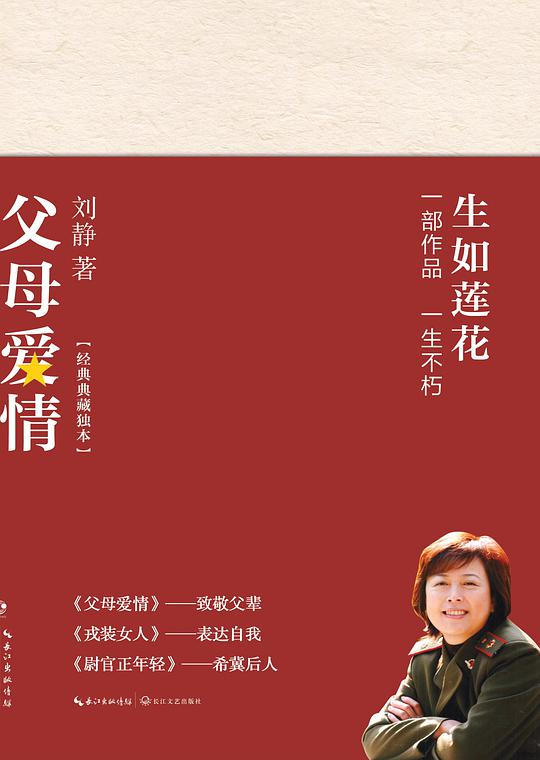 生如莲花
一部作品 一生不朽
刘静 著
父母爱情
【经典典藏独本】
《父母爱情》——致敬父辈
《戎装女人》——表达自我
《尉官正年轻》——希冀后人
长江出版传媒 长江文艺出版社
长江出版传媒